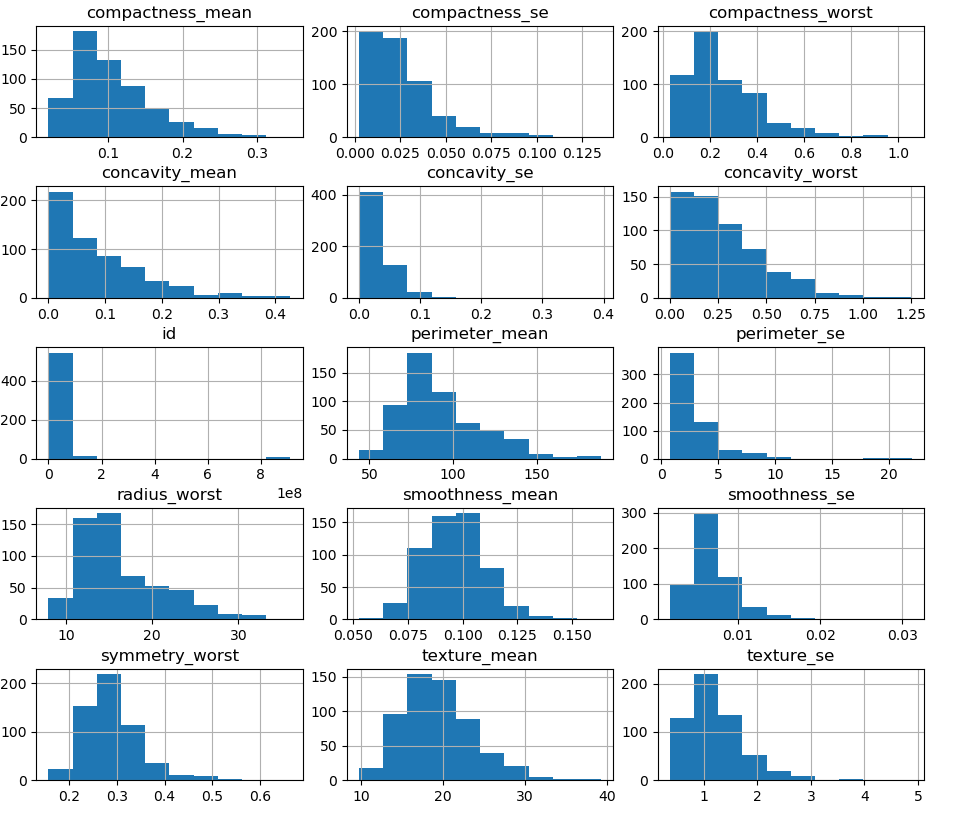 compactness_mean compactness_se compactness_worst
150 100 50 0 200 100 0 200 100 0
0.1 0.2 0.3 0.000 0.025 0.050 0.075 0.100 0.125 0.0 0.2 0.4 0.6 0.8 1.0
concavity_mean concavity_se concavity_worst
200 100 0 400 200 0 150 100 50 0
0.0 0.1 0.2 0.3 0.4 0.0 0.1 0.2 0.3 0.4 0.00 0.25 0.50 0.75 1.00 1.25
id perimeter_mean perimeter_se
400 200 0 150 100 50 0 300 200 100 0
0 2 4 6 8 50 100 150 0 5 10 15 20
radius_worst 1e8 smoothness_mean smoothness_se
150 100 50 0 150 100 50 0 300 200 100 0
10 20 30 0.050 0.075 0.100 0.125 0.150 0.01 0.02 0.03
symmetry_worst texture_mean texture_se
200 100 0 150 100 50 0 200 100 0
0.2 0.3 0.4 0.5 0.6 10 20 30 40 1 2 3 4 5